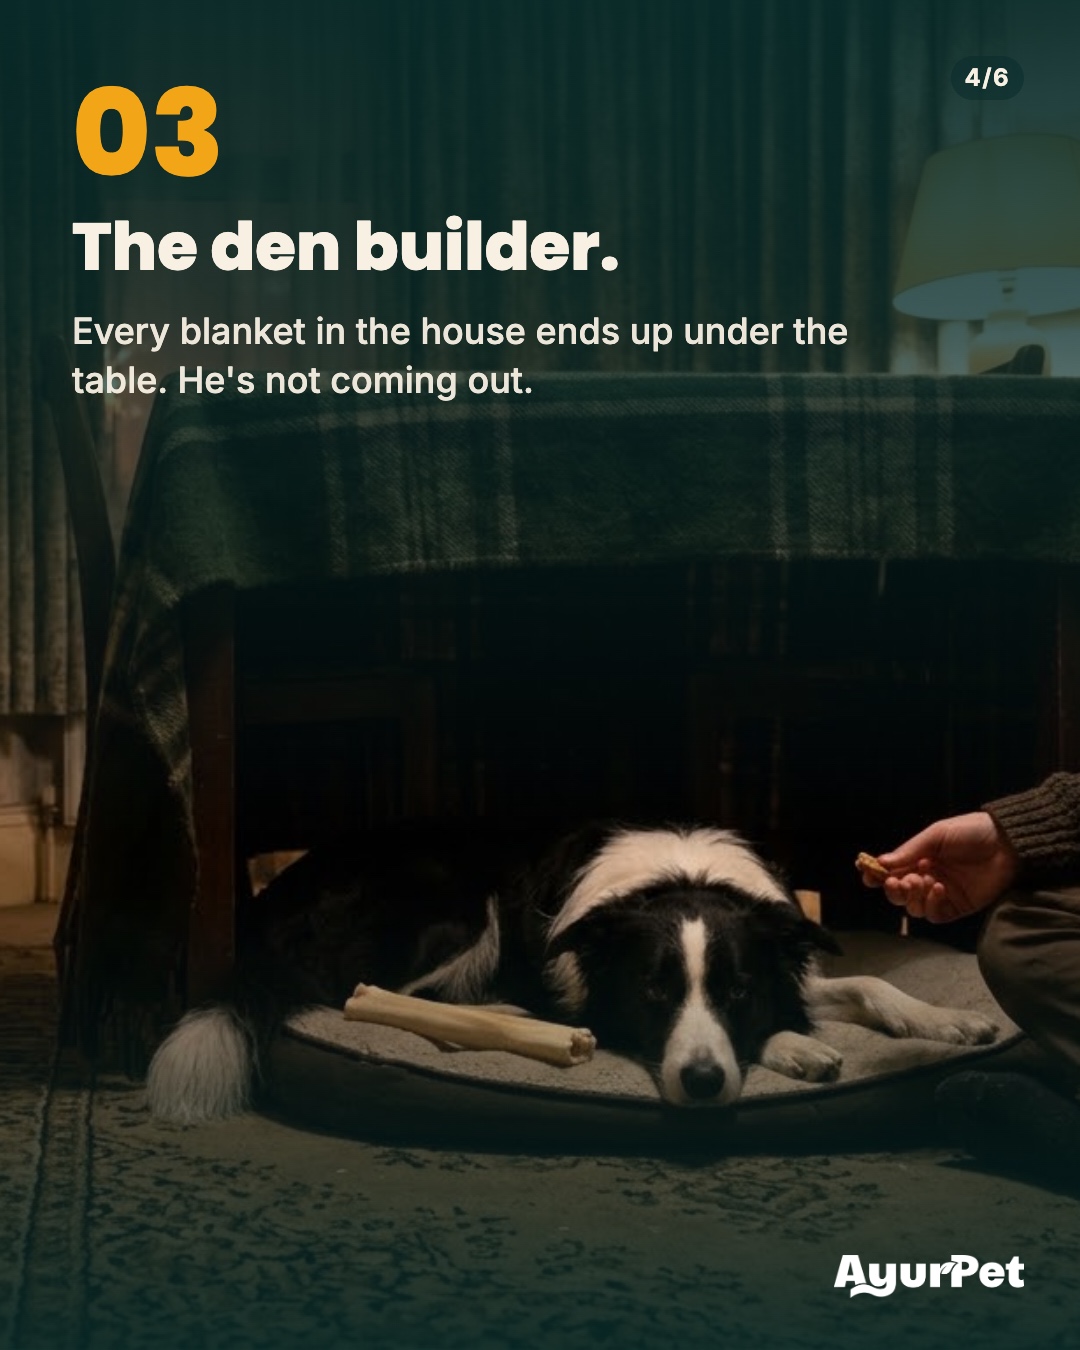 4/6
03
The den builder.
Every blanket in the house ends up under the
table. He's not coming out.
AyurPet